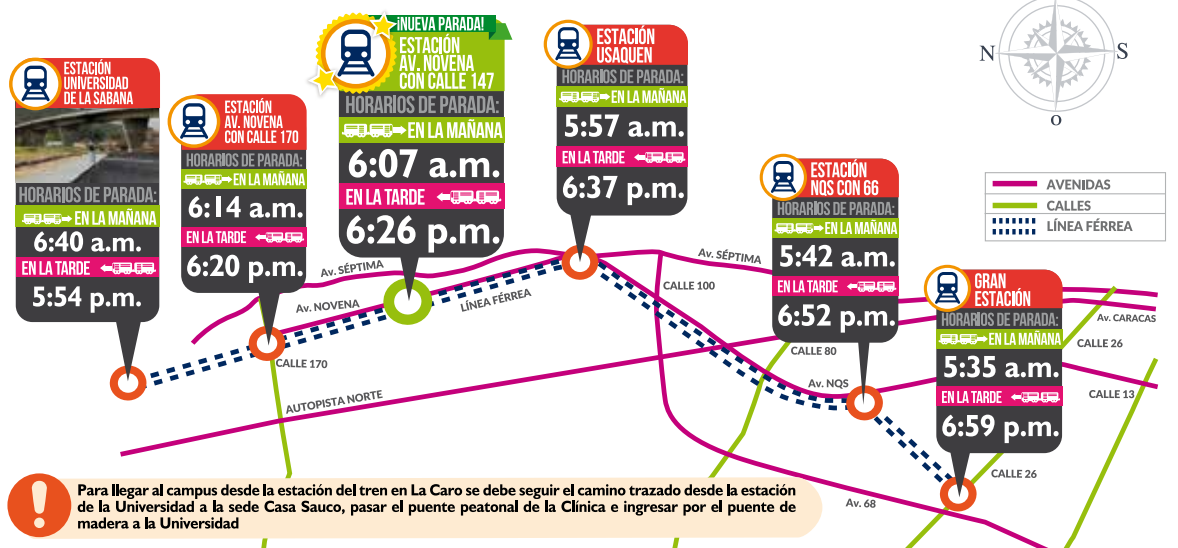 ESTACIÓN
UNIVERSIDAD
DE LA SABANA
HORARIOS DE PARADA:
EN LA MAÑANA
6:40 a.m.
EN LA TARDE
5:54 p.m.
ESTACIÓN
AV. NOVENA
CON CALLE 170
HORARIOS DE PARADA:
EN LA MAÑANA
6:14 a.m.
EN LA TARDE
6:20 p.m.
¡NUEVA PARADA!
ESTACIÓN
AV. NOVENA
CON CALLE 147
HORARIOS DE PARADA:
EN LA MAÑANA
6:07 a.m.
EN LA TARDE
6:26 p.m.
ESTACIÓN
USAQUEN
HORARIOS DE PARADA:
EN LA MAÑANA
5:57 a.m.
EN LA TARDE
6:37 p.m.
ESTACIÓN
NQS CON 66
HORARIOS DE PARADA:
EN LA MAÑANA
5:42 a.m.
EN LA TARDE
6:52 p.m.
GRAN
ESTACIÓN
HORARIOS DE PARADA:
EN LA MAÑANA
5:35 a.m.
EN LA TARDE
6:59 p.m.
N
S
O
AVENIDAS
CALLES
LÍNEA FÉRREA
Av. SÉPTIMA
Av. NOVENA
LÍNEA FÉRREA
CALLE 170
AUTOPISTA NORTE
Av. SÉPTIMA
CALLE 100
CALLE 80
Av. NQS
Av. CARACAS
CALLE 26
CALLE 13
CALLE 26
Av. 68
Para llegar al campus desde la estación del tren en La Caro se debe seguir el camino trazado desde la estación
de la Universidad a la sede Casa Sauco, pasar el puente peatonal de la Clínica e ingresar por el puente de
madera a la Universidad